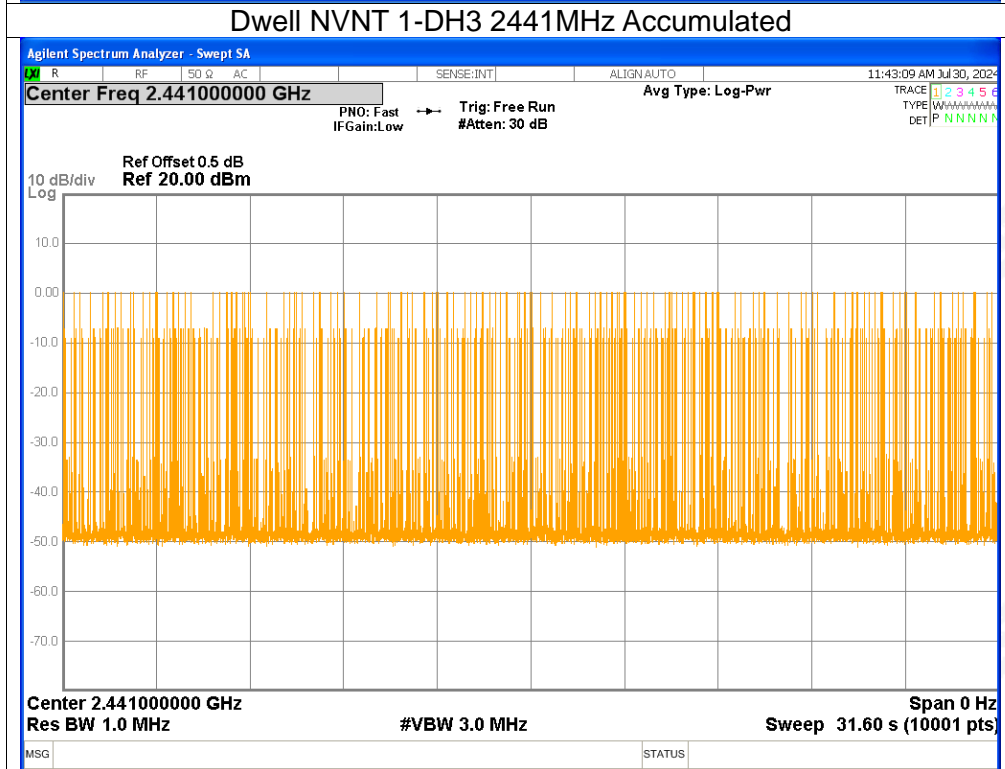 Dwell NVNT 1-DH3 2441MHz Accumulated
Agilent Spectrum Analyzer - Swept SA
LXI R RF 50 Ω AC SENSE:INT ALIGN AUTO 11:43:09 AM Jul 30, 2024
Center Freq 2.441000000 GHz Avg Type: Log-Pwr TRACE 1 2 3 4 5 6
PNO: Fast Trig: Free Run TYPE
IFGain:Low #Atten: 30 dB DET P N N N N N
Ref Offset 0.5 dB
10 dB/div Ref 20.00 dBm
Log
10.0
0.00
-10.0
-20.0
-30.0
-40.0
-50.0
-60.0
-70.0
Center 2.441000000 GHz Span 0 Hz
Res BW 1.0 MHz #VBW 3.0 MHz Sweep 31.60 s (10001 pts)
MSG STATUS